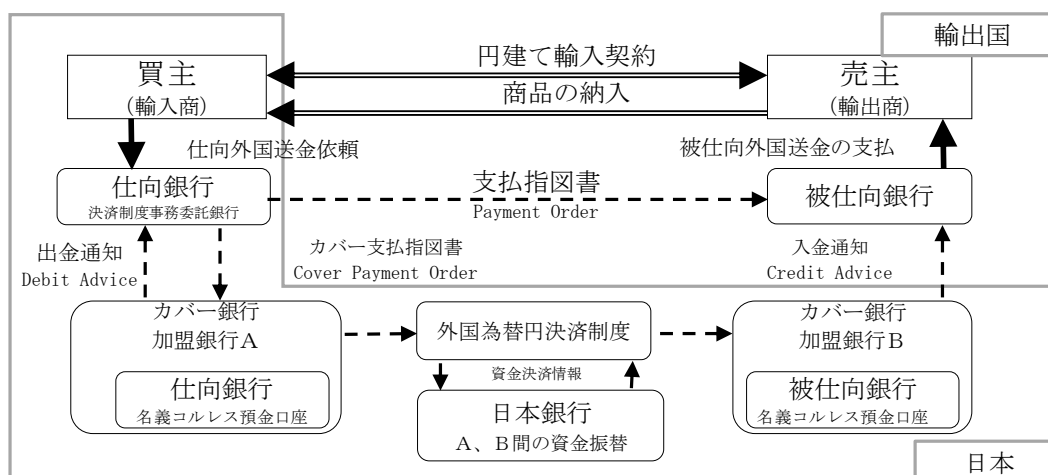 輸出国
円建て輸入契約
買主
(輸入商)
売主
(輸出商)
商品の納入
仕向外国送金依頼
被仕向外国送金の支払
仕向銀行
決済制度事務委託銀行
支払指図書
Payment Order
被仕向銀行
出金通知
Debit Advice
カバー支払指図書
Cover Payment Order
入金通知
Credit Advice
カバー銀行
加盟銀行A
仕向銀行
名義コルレス預金口座
外国為替円決済制度
資金決済情報
日本銀行
A、B間の資金振替
カバー銀行
加盟銀行B
被仕向銀行
名義コルレス預金口座
日本